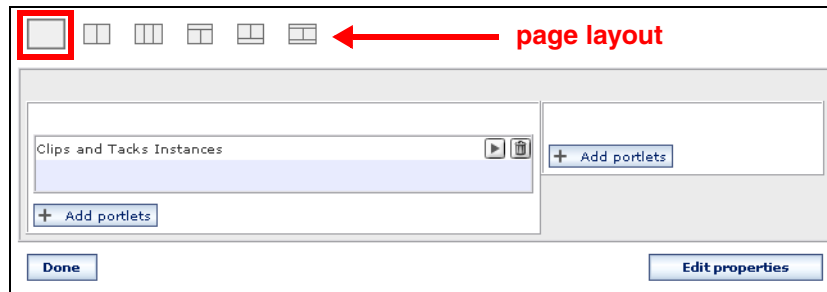 page layout
Clips and Tacks Instances
+ Add portlets
+ Add portlets
Done
Edit properties